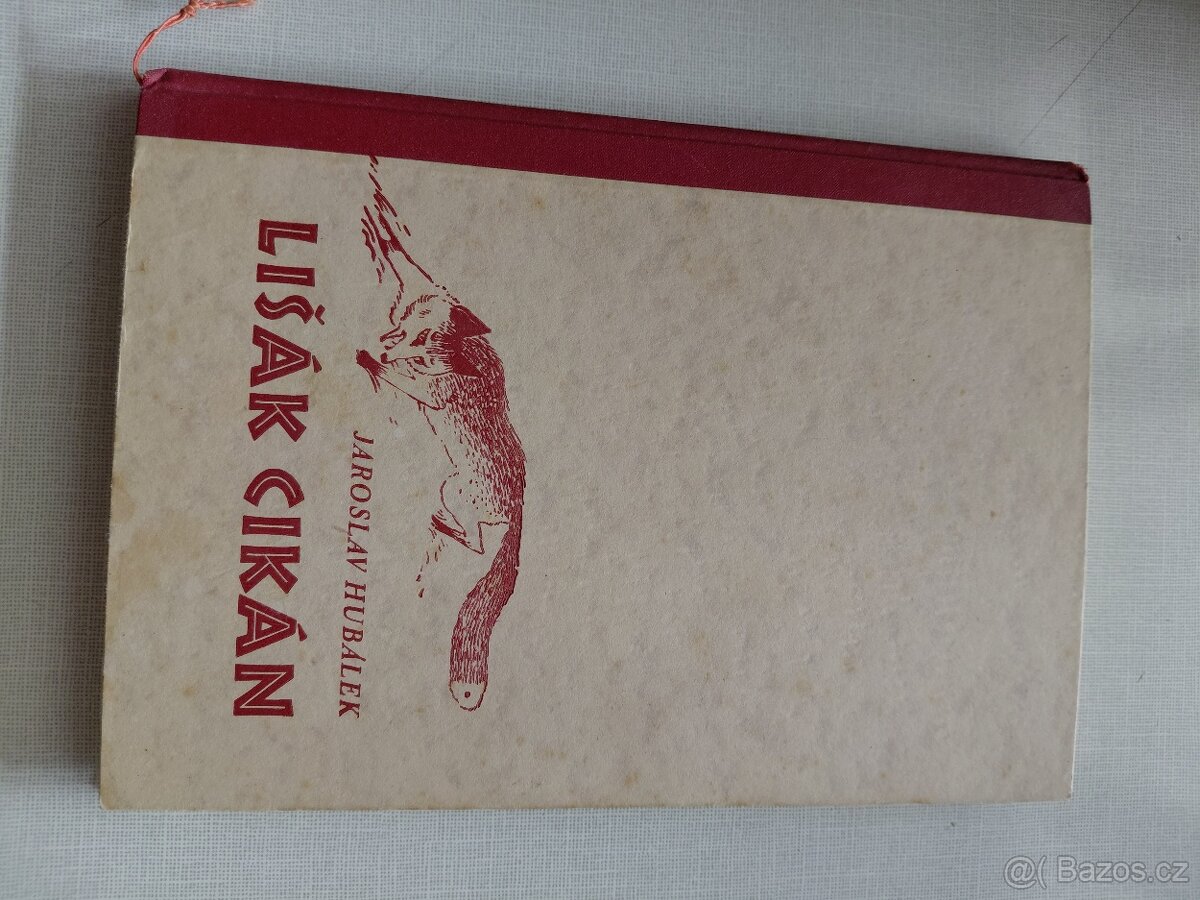 LIŠÁK CIKÁN
JAROSLAV HUBÁLEK
@( Bazos.cz